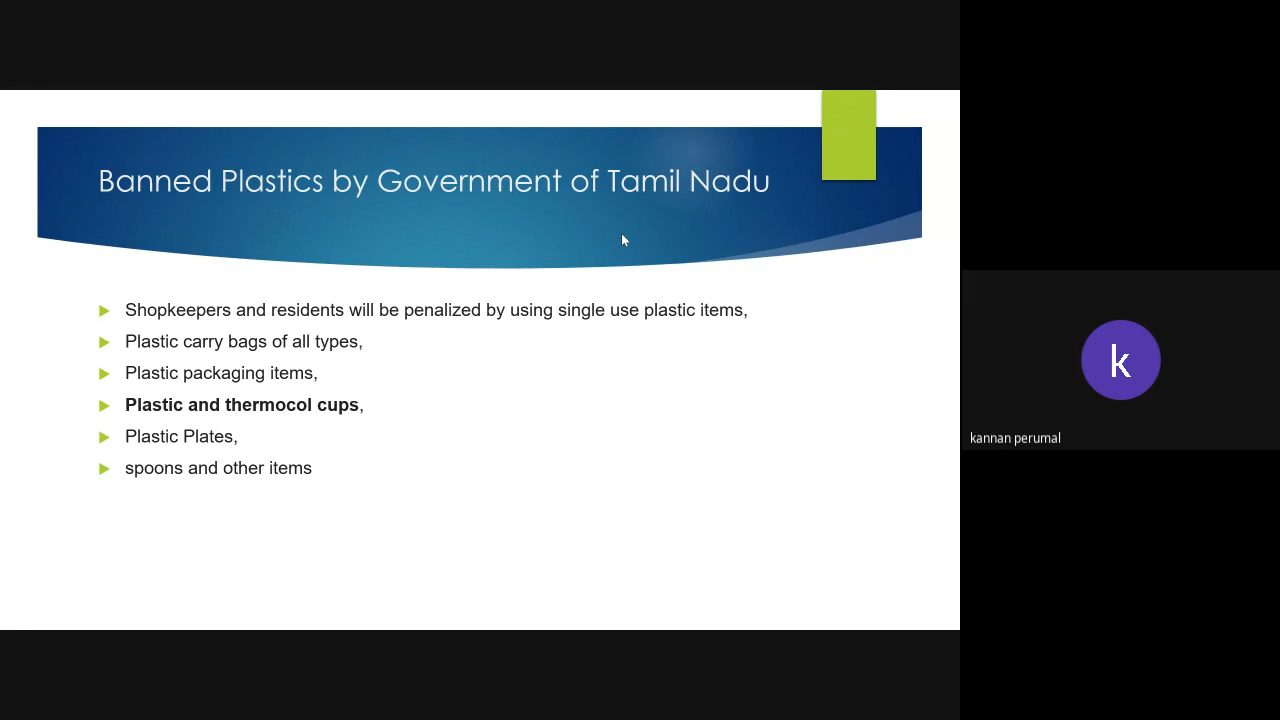 Banned Plastics by Government of Tamil Nadu
Shopkeepers and residents will be penalized by using single use plastic items,
Plastic carry bags of all types,
Plastic packaging items,
Plastic and thermocol cups,
Plastic Plates,
spoons and other items
k
kannan perumal